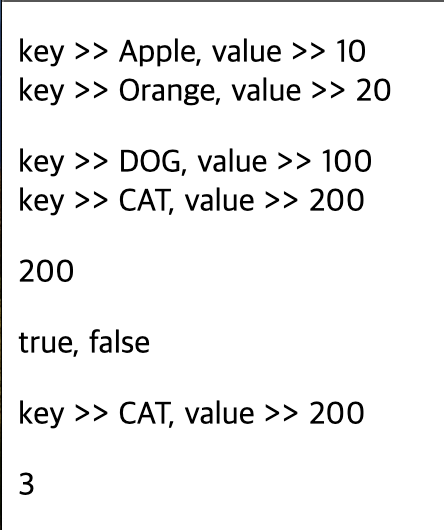 key >> Apple, value >> 10
key >> Orange, value >> 20
key >> DOG, value >> 100
key >> CAT, value >> 200
200
true, false
key >> CAT, value >> 200
3